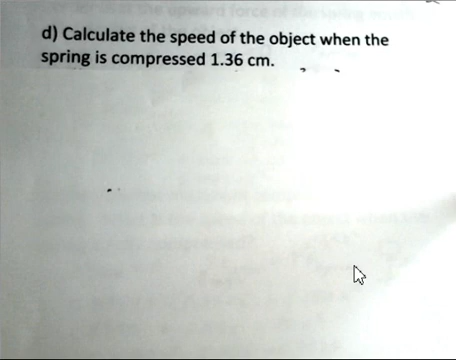 d) Calculate the speed of the object when the
spring is compressed 1.36 cm.